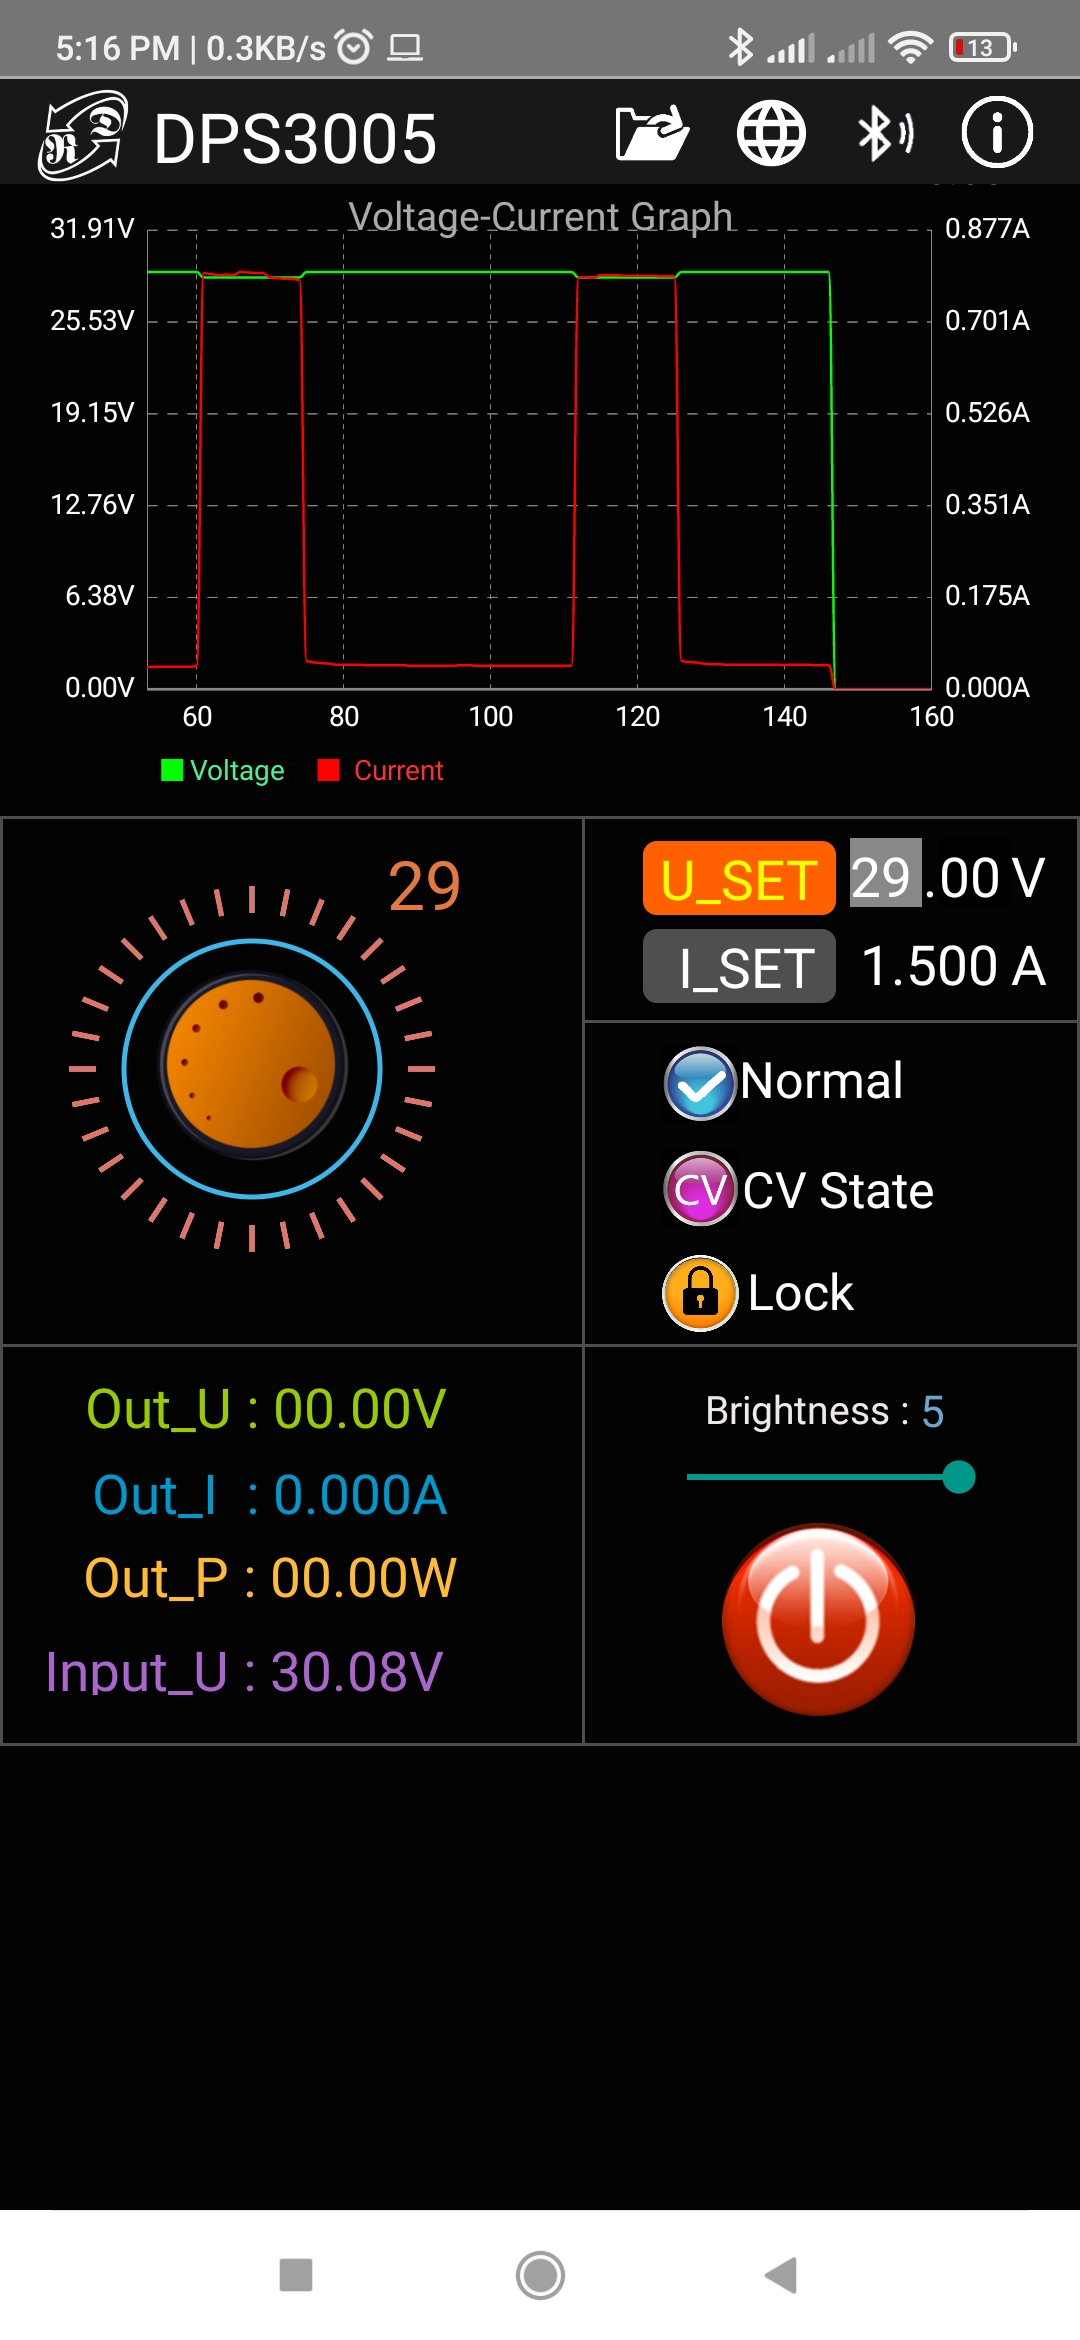 5:16 PM | 0.3KB/s 13
DPS3005
Voltage-Current Graph
31.91V 0.877A
25.53V 0.701A
19.15V 0.526A
12.76V 0.351A
6.38V 0.175A
0.00V 0.000A
60 80 100 120 140 160
Voltage Current
29
U_SET 29.00 V
I_SET 1.500 A
Normal
CV CV State
Lock
Out_U : 00.00V
Out_I : 0.000A
Out_P : 00.00W
Input_U : 30.08V
Brightness : 5